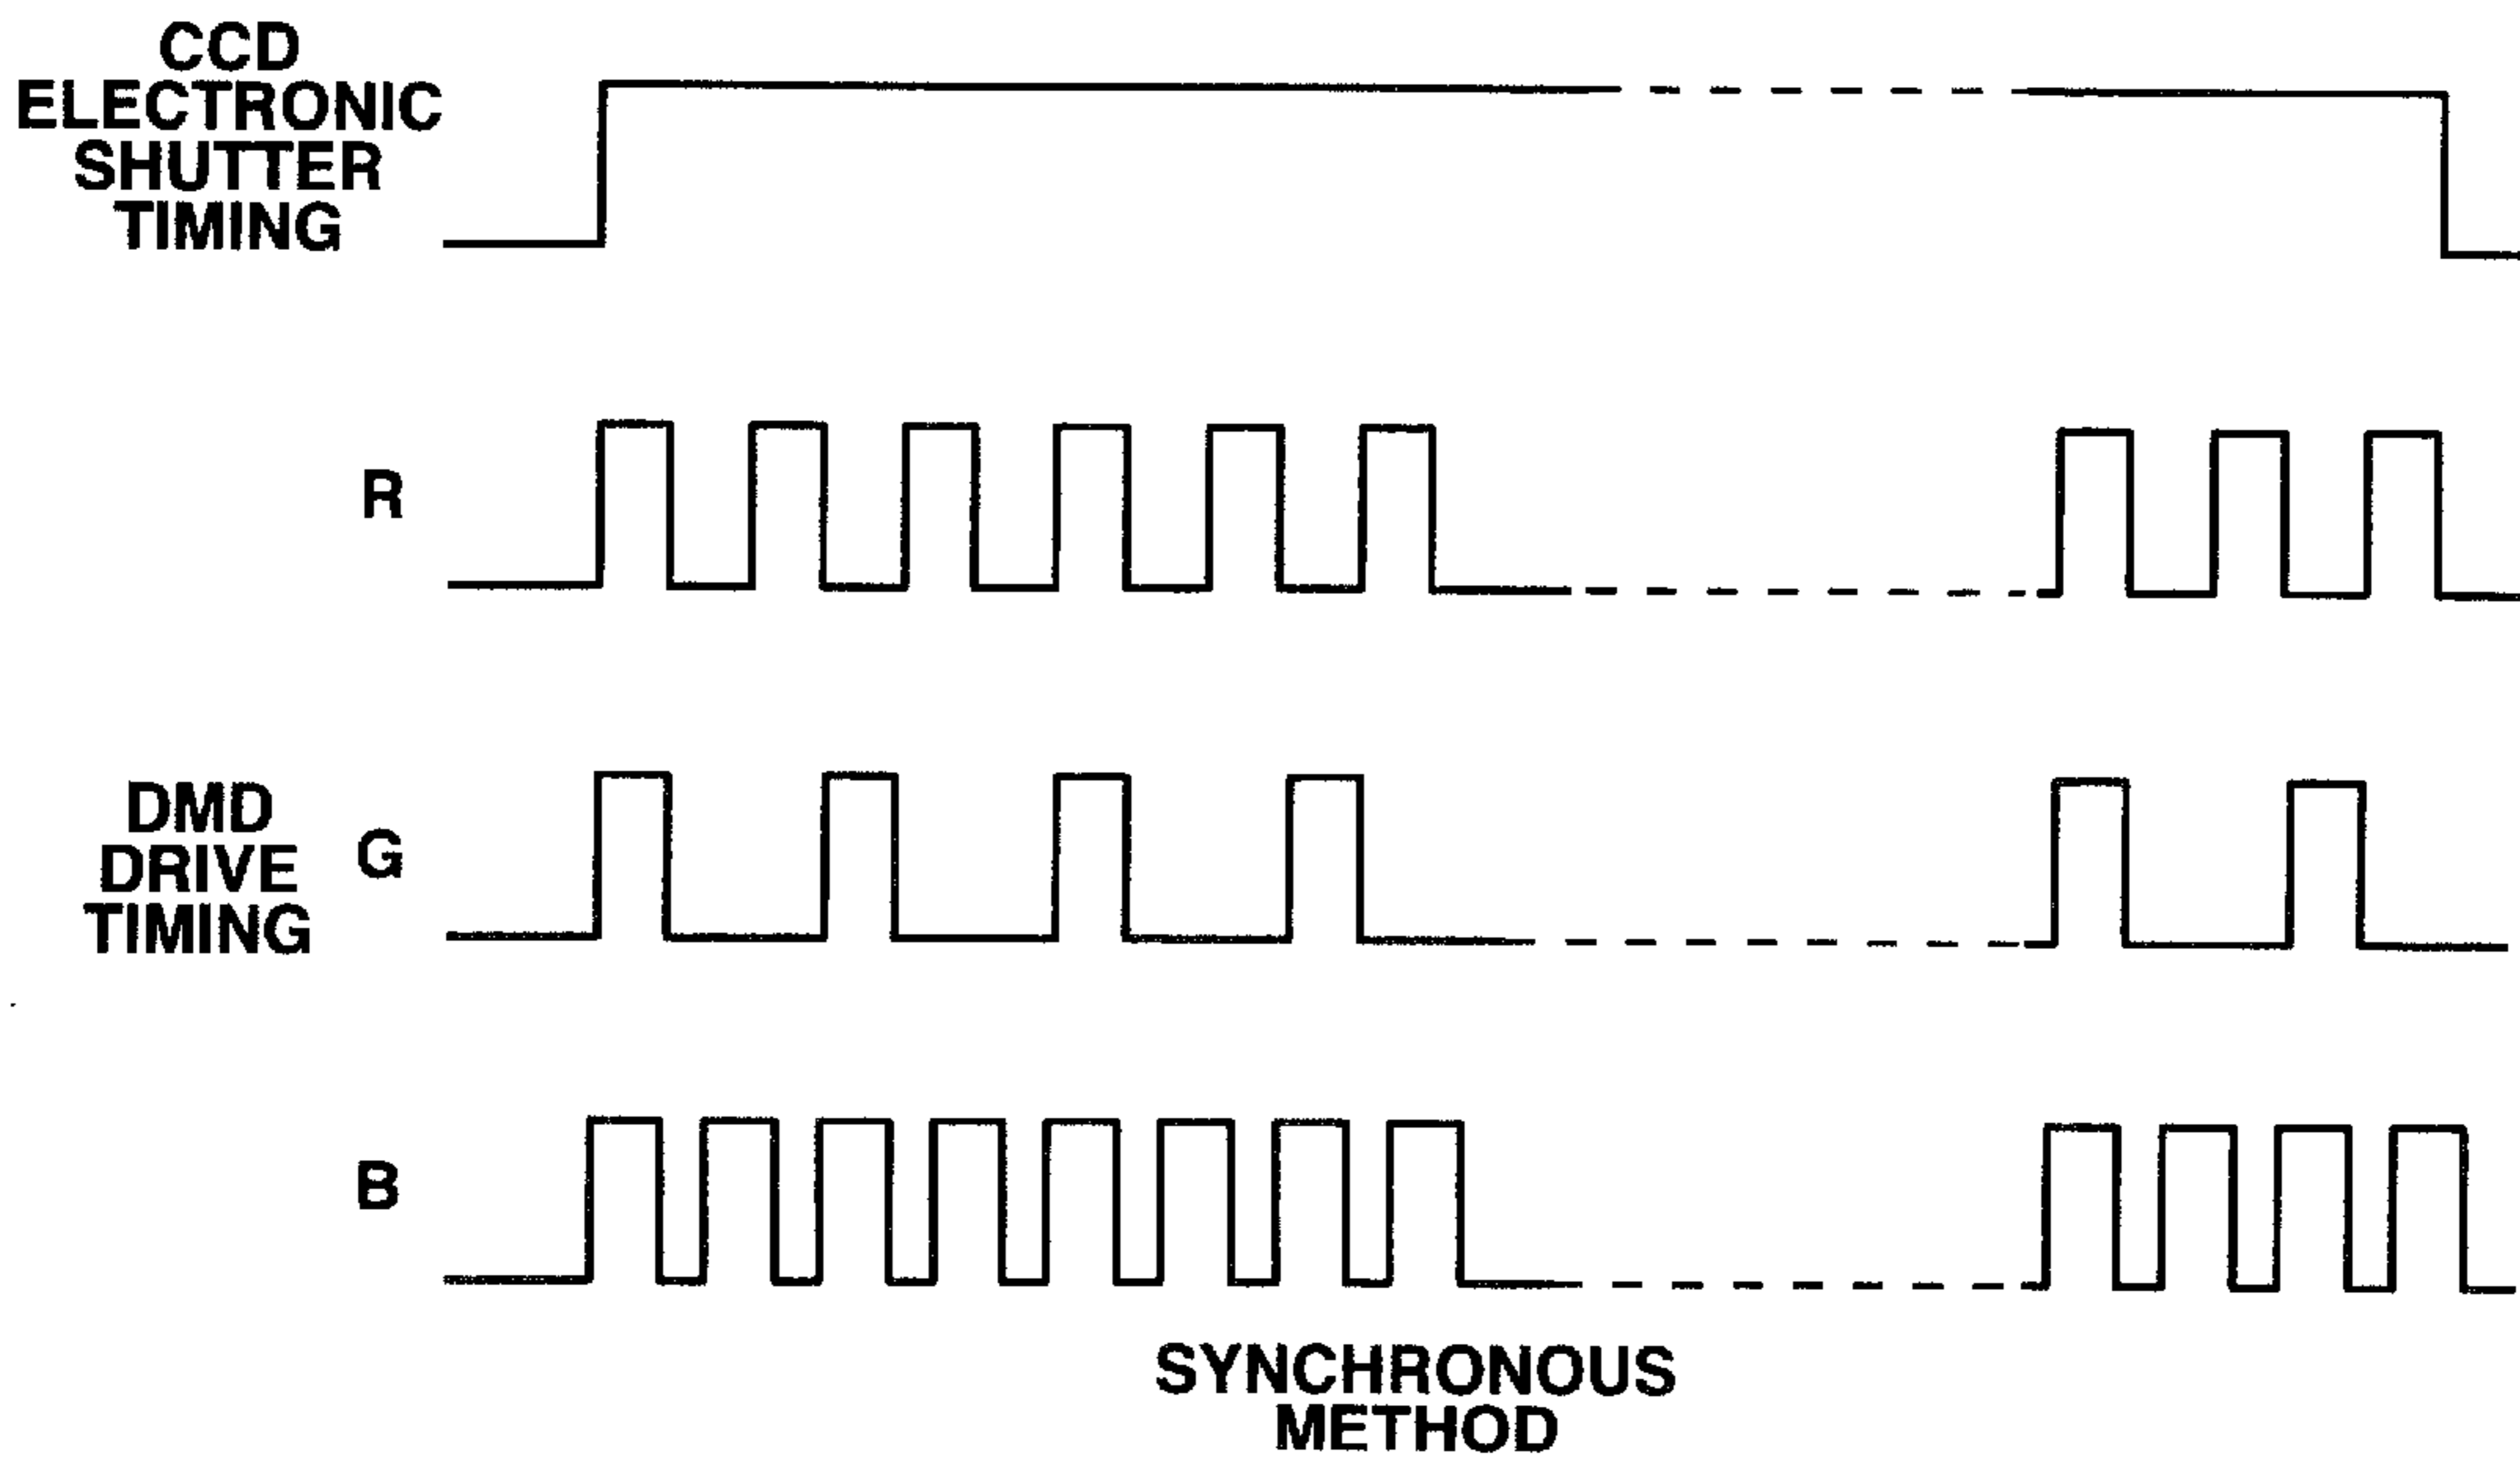 CCD
ELECTRONIC
SHUTTER
TIMING
R
DMD
DRIVE
TIMING
G
B
SYNCHRONOUS
METHOD